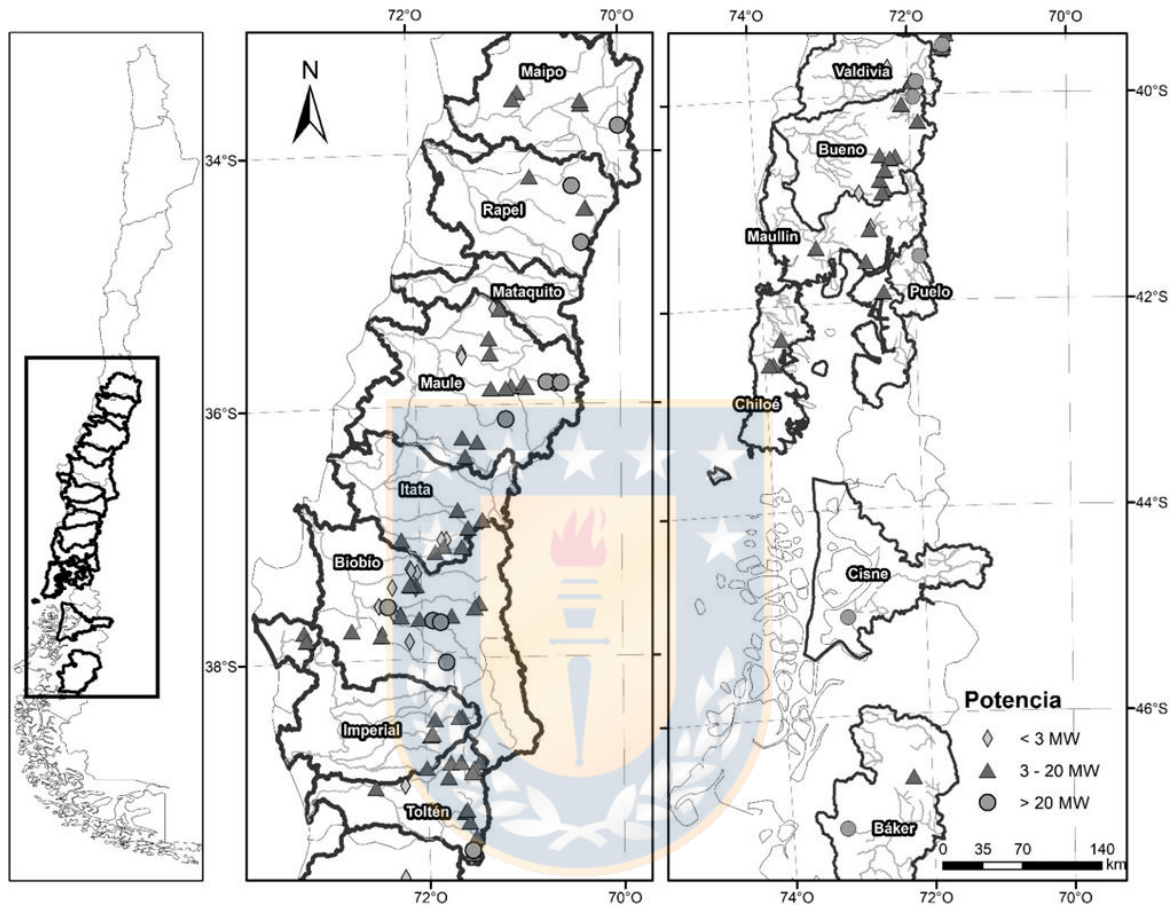 72°O 70°O
74°O 72°O 70°O
N
Maipo
34°S
Rapel
Mataquito
Maule
36°S
Itata
Biobío
38°S
Imperial
Toltén
72°O 70°O
Valdivia
40°S
Bueno
Maullín
Puelo
42°S
Chiloé
44°S
Cisne
46°S
Báker
Potencia
< 3 MW
3 - 20 MW
> 20 MW
0 35 70 140
km
74°O 72°O 70°O